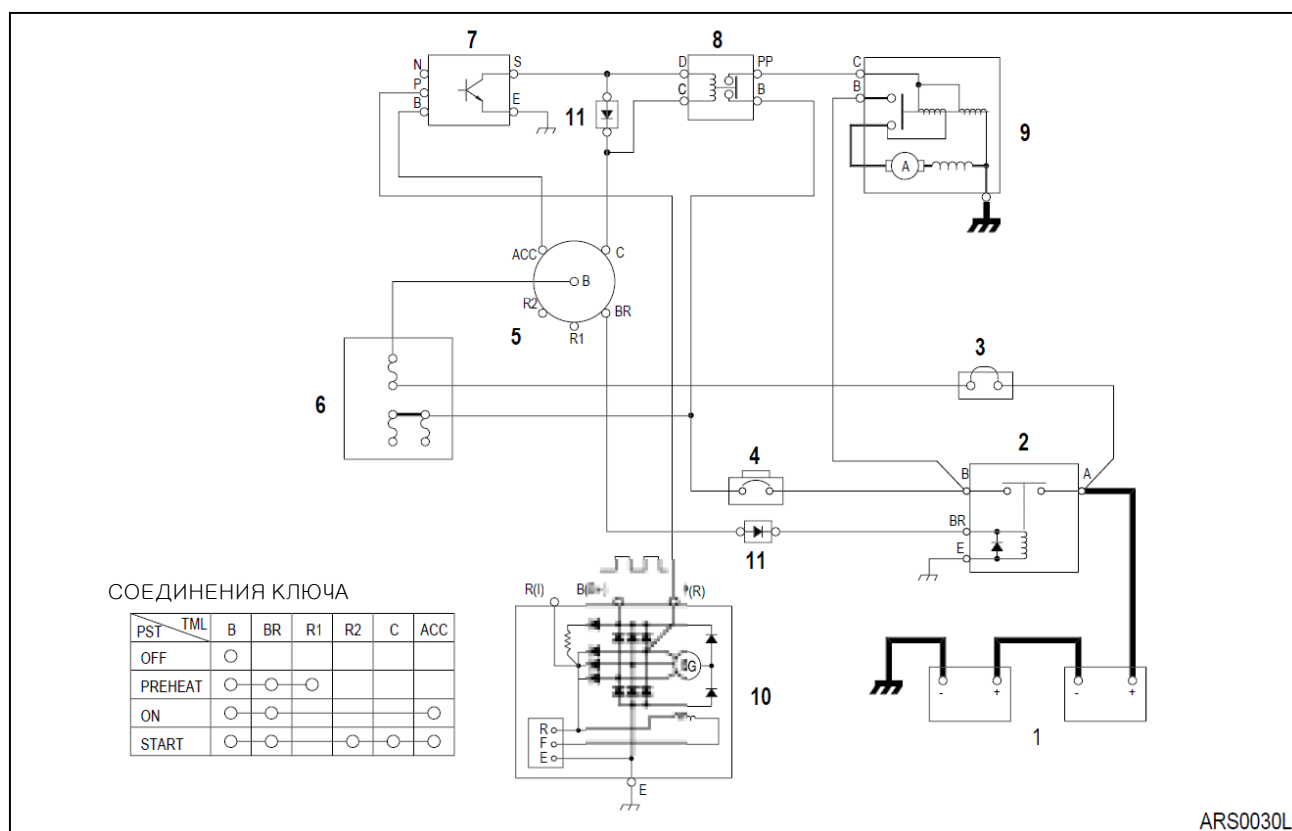 7
8
N
P
B
S
E
11
D
C
PP
B
C
B
9
A
ACC
C
B
R2
BR
R1
5
6
3
4
2
B
A
BR
E
11
R(I)
(R)
G
10
R
F
E
E
- + - +
1
СОЕДИНЕНИЯ КЛЮЧА
PST TML B BR R1 R2 C ACC
OFF
PREHEAT
ON
START
ARS0030L